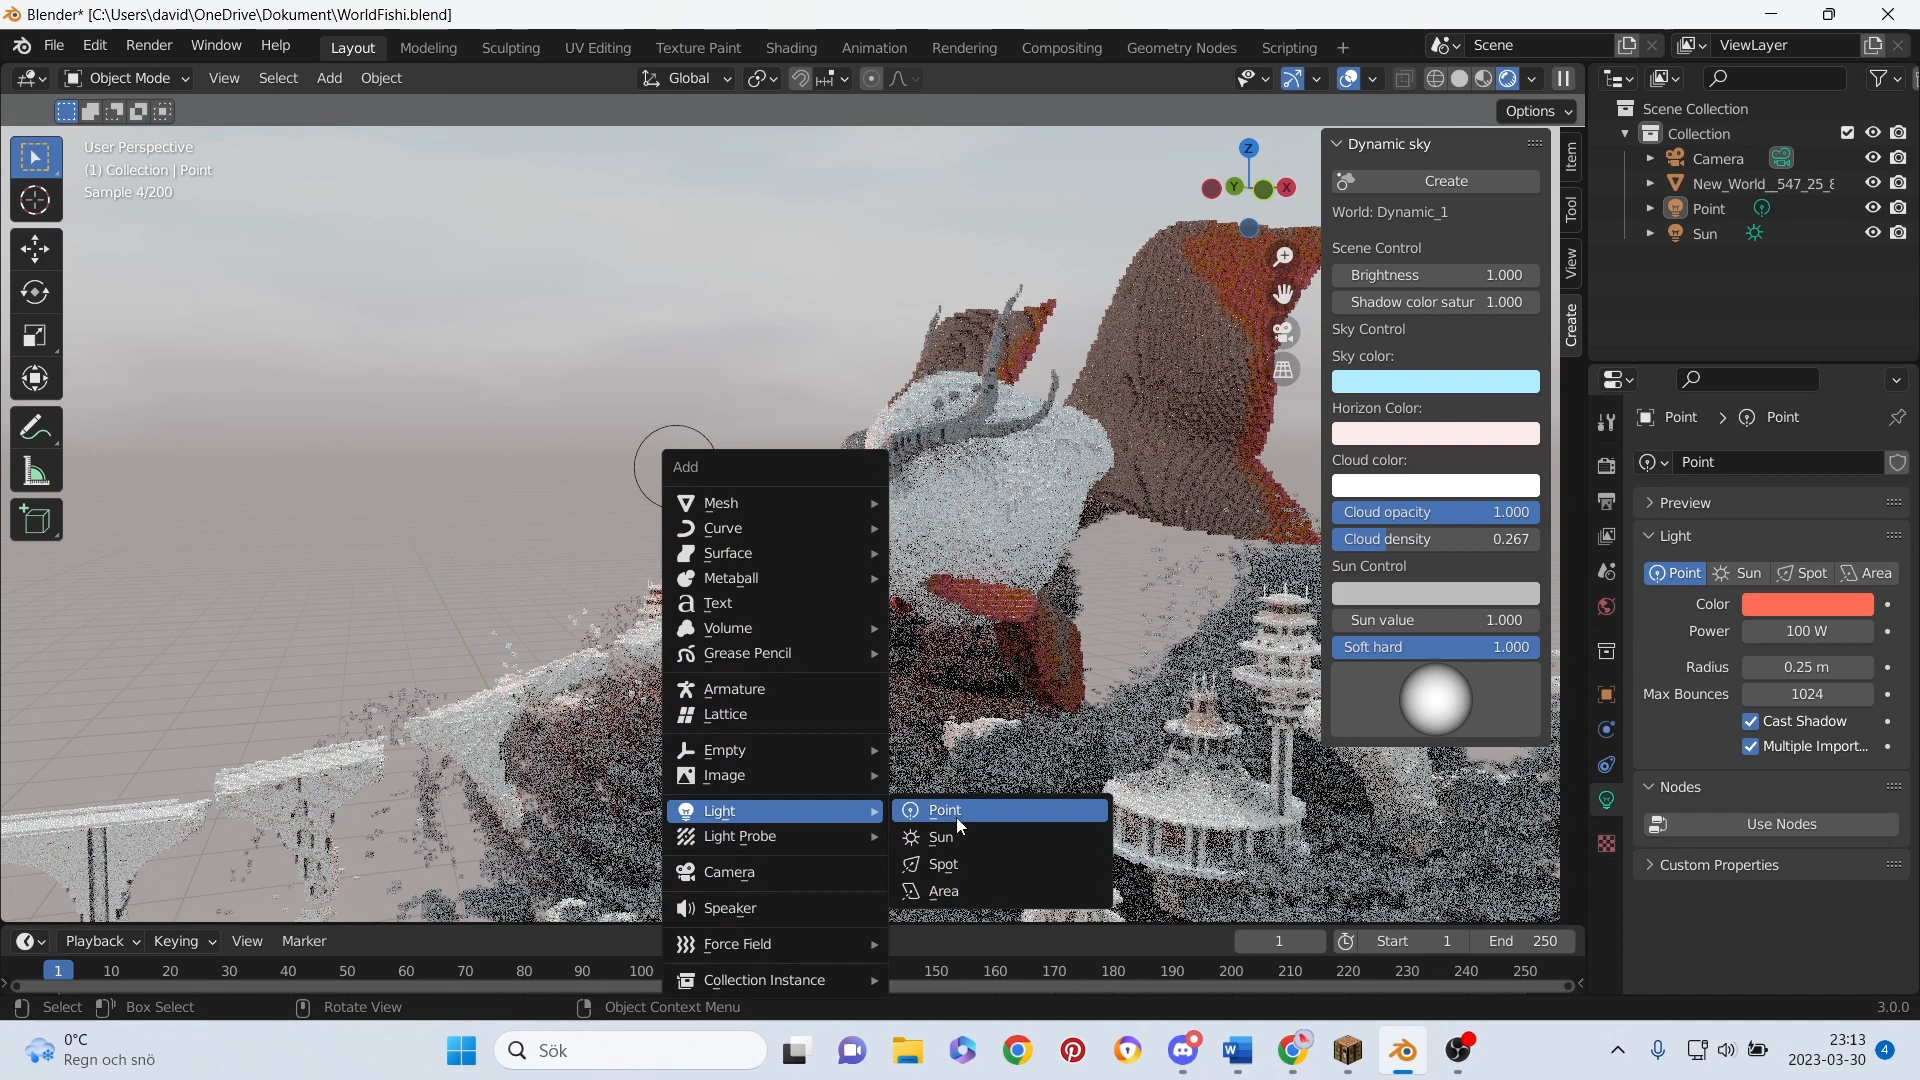 Blender* [C:\Users\david\OneDrive\Dokument\WorldFishi.blend]
File Edit Render Window Help Layout Modeling Sculpting UV Editing Texture Paint Shading Animation Rendering Compositing Geometry Nodes Scripting + Scene ViewLayer
Object Mode View Select Add Object Global
Options
User Perspective
(1) Collection | Point
Sample 4/200
Z
Y
X
Dynamic sky
Create
World: Dynamic_1
Scene Control
Brightness 1.000
Shadow color satur 1.000
Sky Control
Sky color:
Horizon Color:
Cloud color:
Cloud opacity 1.000
Cloud density 0.267
Sun Control
Sun value 1.000
Soft hard 1.000
Item
Tool
View
Create
Add
Mesh
Curve
Surface
Metaball
Text
Volume
Grease Pencil
Armature
Lattice
Empty
Image
Light
Light Probe
Camera
Speaker
Force Field
Collection Instance
Point
Sun
Spot
Area
Scene Collection
Collection
Camera
New_World_547_25_8
Point
Sun
Point > Point
Point
Preview
Light
Point Sun Spot Area
Color
Power 100 W
Radius 0.25 m
Max Bounces 1024
Cast Shadow
Multiple Import...
Nodes
Use Nodes
Custom Properties
Playback Keying View Marker 1 Start 1 End 250
1 10 20 30 40 50 60 70 80 90 100 150 160 170 180 190 200 210 220 230 240 250
Select Box Select Rotate View Object Context Menu 3.0.0
0°C
Regn och snö
Sök
23:13
2023-03-30
4